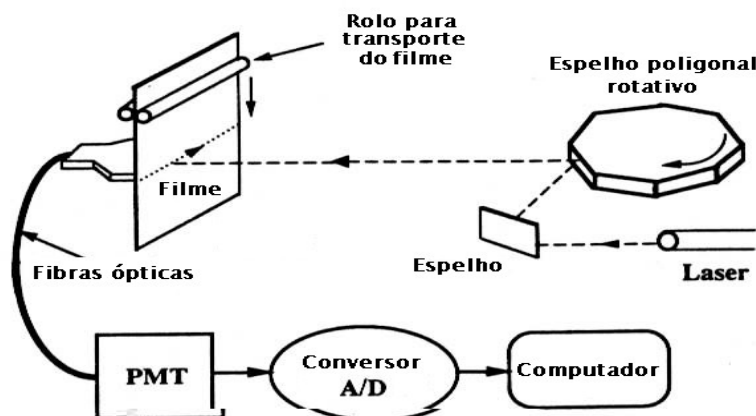 Rolo para
transporte
do filme
Espelho poligonal
rotativo
Filme
Fibras ópticas
Espelho
Laser
PMT
Conversor
A/D
Computador